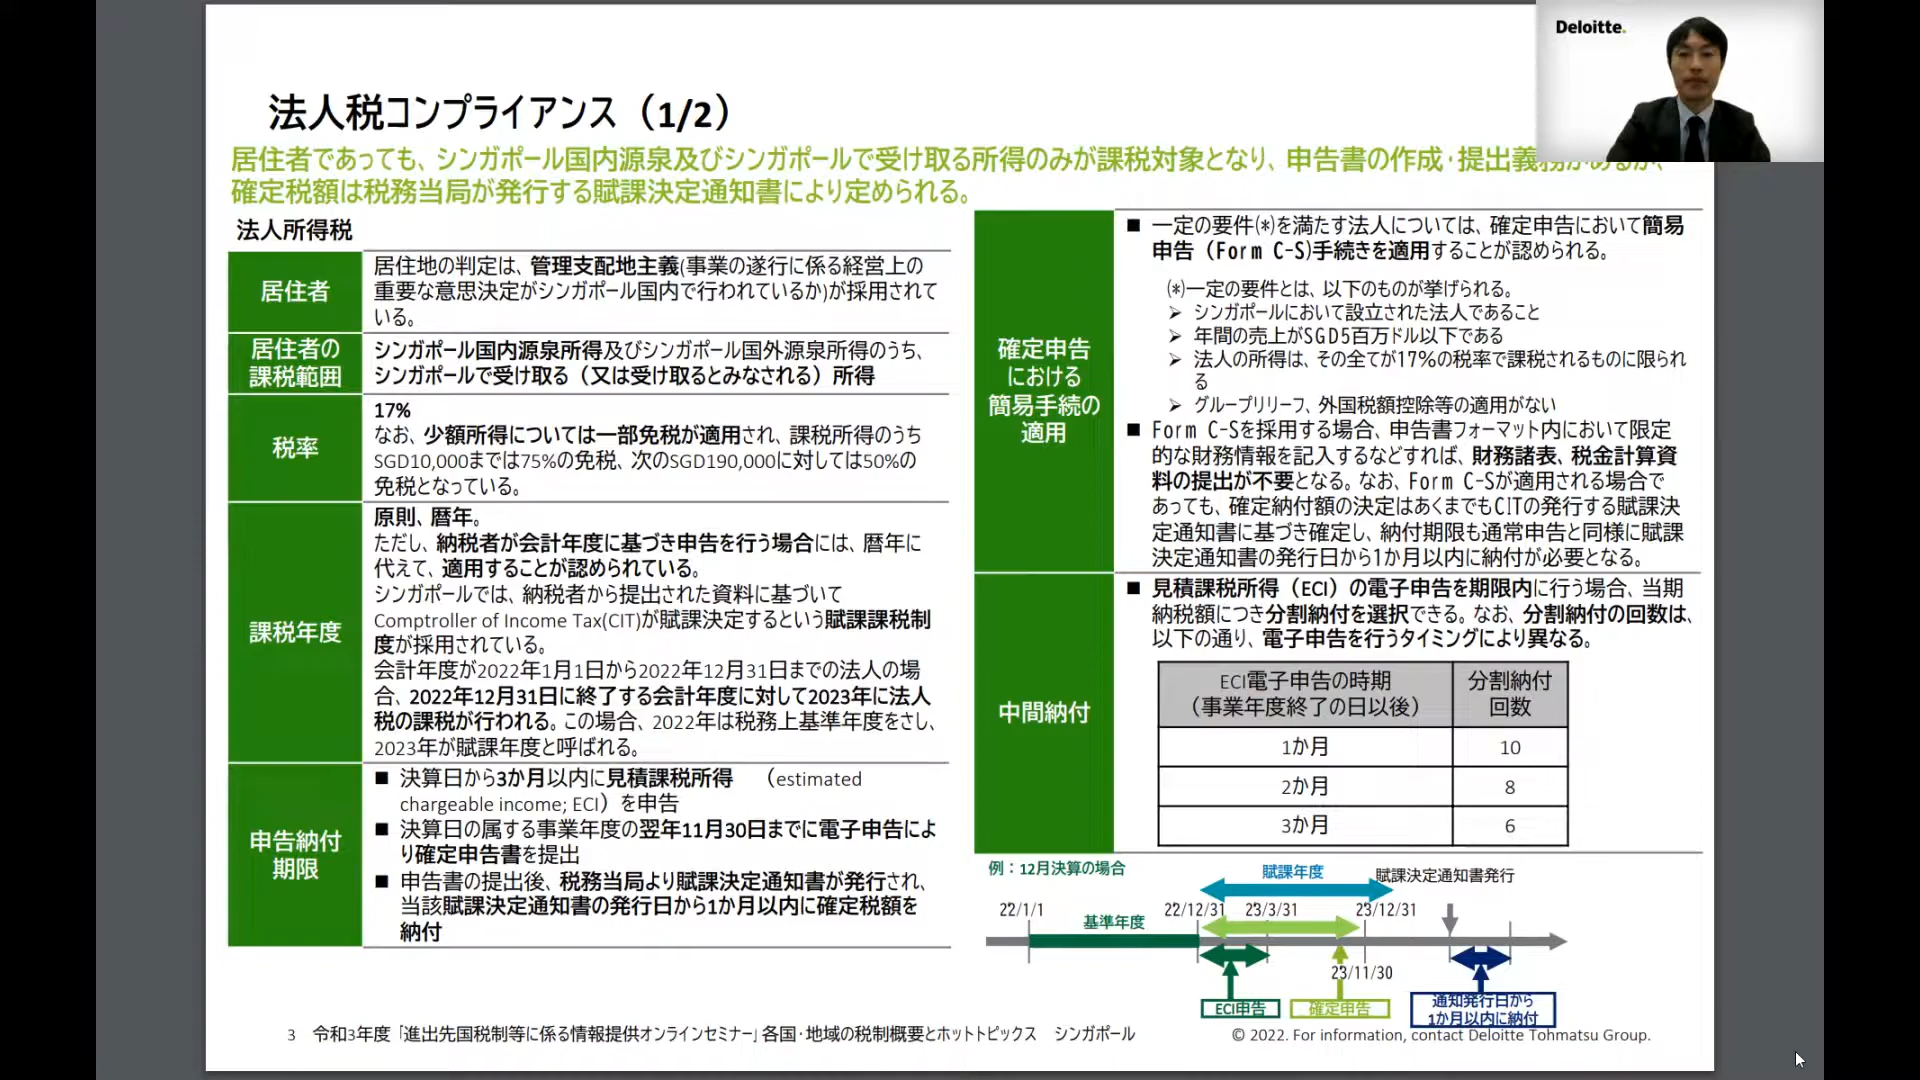 Deloitte.
法人税コンプライアンス（1/2）
居住者であっても、シンガポール国内源泉及びシンガポールで受け取る所得のみが課税対象となり、申告書の作成・提出義務があるが、
確定税額は税務当局が発行する賦課決定通知書により定められる。
法人所得税
居住者
居住地の判定は、管理支配地主義(事業の遂行に係る経営上の
重要な意思決定がシンガポール国内で行われているか)が採用されて
いる。
居住者の
課税範囲
シンガポール国内源泉所得及びシンガポール国外源泉所得のうち、
シンガポールで受け取る（又は受け取るとみなされる）所得
税率
17%
なお、少額所得については一部免税が適用され、課税所得のうち
SGD10,000までは75%の免税、次のSGD190,000に対しては50%の
免税となっている。
課税年度
原則、暦年。
ただし、納税者が会計年度に基づき申告を行う場合には、暦年に
代えて、適用することが認められている。
シンガポールでは、納税者から提出された資料に基づいて
Comptroller of Income Tax(CIT)が賦課決定するという賦課課税制
度が採用されている。
会計年度が2022年1月1日から2022年12月31日までの法人の場
合、2022年12月31日に終了する会計年度に対して2023年に法人
税の課税が行われる。この場合、2022年は税務上基準年度をさし、
2023年が賦課年度と呼ばれる。
申告納付
期限
■ 決算日から3か月以内に見積課税所得　（estimated
chargeable income; ECI）を申告
■ 決算日の属する事業年度の翌年11月30日までに電子申告によ
り確定申告書を提出
■ 申告書の提出後、税務当局より賦課決定通知書が発行され、
当該賦課決定通知書の発行日から1か月以内に確定税額を
納付
確定申告
における
簡易手続の
適用
■ 一定の要件(*)を満たす法人については、確定申告において簡易
申告（Form C-S)手続きを適用することが認められる。
(*)一定の要件とは、以下のものが挙げられる。
➢ シンガポールにおいて設立された法人であること
➢ 年間の売上がSGD5百万ドル以下である
➢ 法人の所得は、その全てが17%の税率で課税されるものに限られ
る
➢ グループリリーフ、外国税額控除等の適用がない
■ Form C-Sを採用する場合、申告書フォーマット内において限定
的な財務情報を記入するなどすれば、財務諸表、税金計算資
料の提出が不要となる。なお、Form C-Sが適用される場合で
あっても、確定納付額の決定はあくまでもCITの発行する賦課決
定通知書に基づき確定し、納付期限も通常申告と同様に賦課
決定通知書の発行日から1か月以内に納付が必要となる。
中間納付
■ 見積課税所得（ECI）の電子申告を期限内に行う場合、当期
納税額につき分割納付を選択できる。なお、分割納付の回数は、
以下の通り、電子申告を行うタイミングにより異なる。
ECI電子申告の時期
（事業年度終了の日以後）
分割納付
回数
1か月 10
2か月 8
3か月 6
例：12月決算の場合
賦課年度
賦課決定通知書発行
22/1/1
基準年度
22/12/31
23/3/31
23/12/31
23/11/30
ECI申告
確定申告
通知発行日から
1か月以内に納付
3 令和3年度「進出先国税制等に係る情報提供オンラインセミナー」各国・地域の税制概要とホットトピックス　シンガポール
© 2022. For information, contact Deloitte Tohmatsu Group.